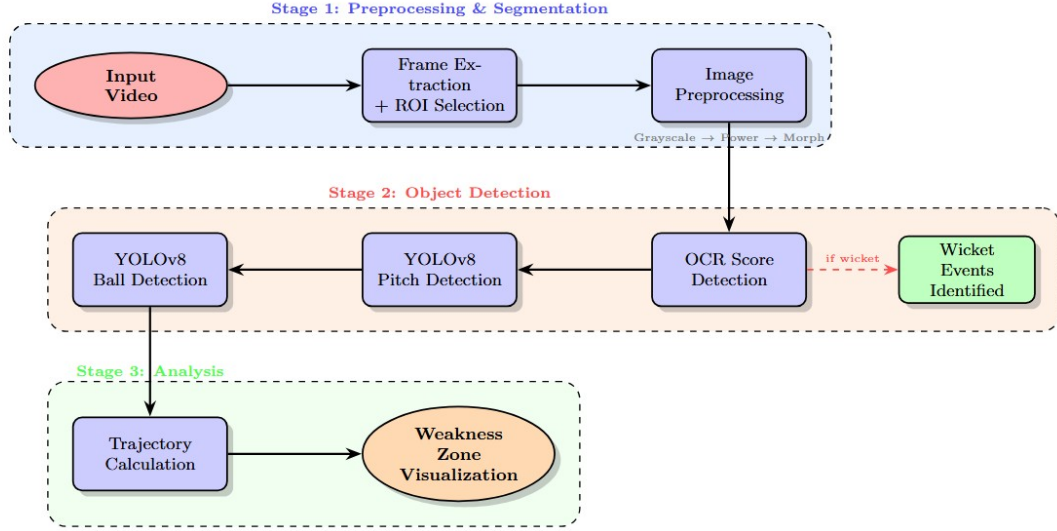 Stage 1: Preprocessing & Segmentation
Input
Video
Frame Ex-
traction
+ ROI Selection
Image
Preprocessing
Grayscale → Power → Morph
Stage 2: Object Detection
YOLOv8
Ball Detection
YOLOv8
Pitch Detection
OCR Score
Detection
if wicket
Wicket
Events
Identified
Stage 3: Analysis
Trajectory
Calculation
Weakness
Zone
Visualization